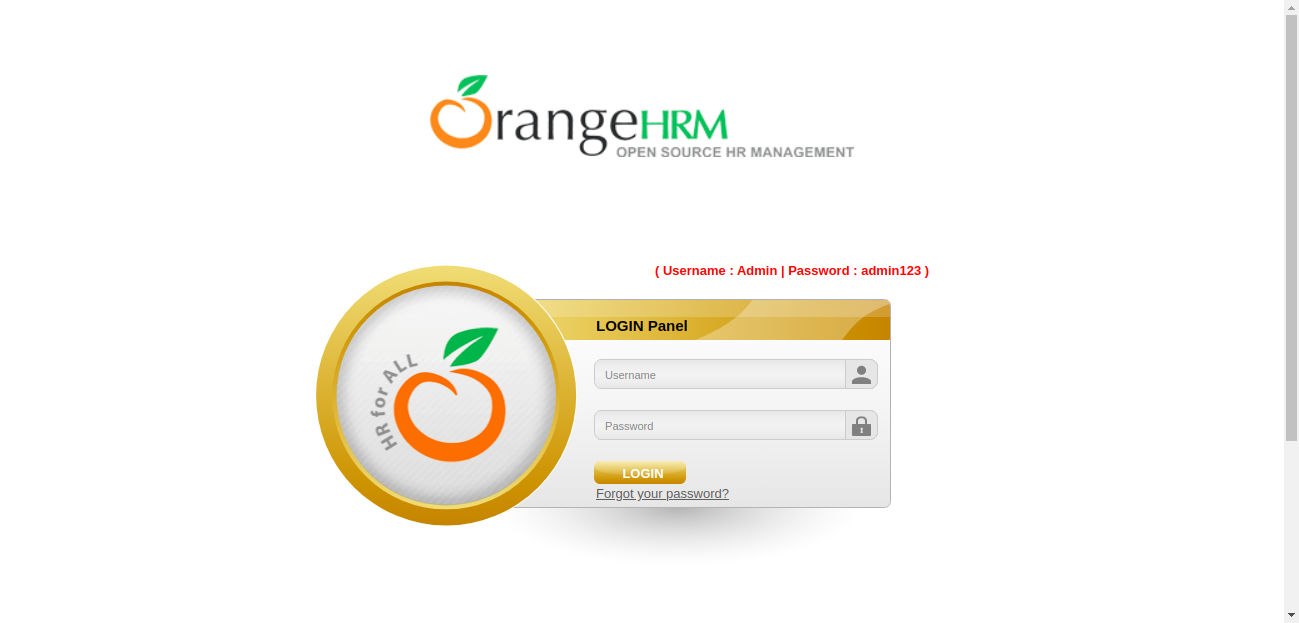 OrangeHRM
OPEN SOURCE HR MANAGEMENT
( Username : Admin | Password : admin123 )
HR for ALL
LOGIN Panel
Username
Password
LOGIN
Forgot your password?